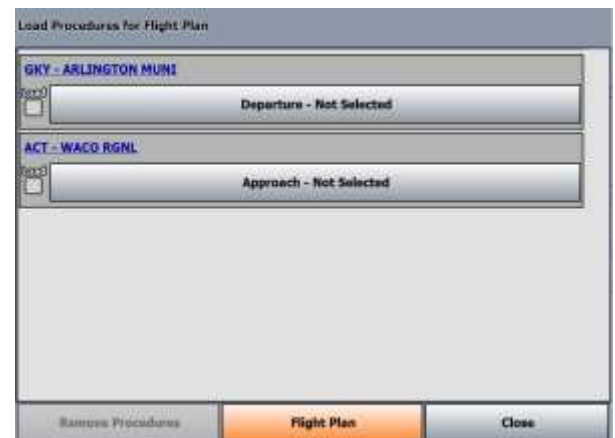 Load Procedures for Flight Plan
GKY - ARLINGTON MUNI
Departure - Not Selected
ACT - WACO RGNL
Approach - Not Selected
Remove Procedures
Flight Plan
Close